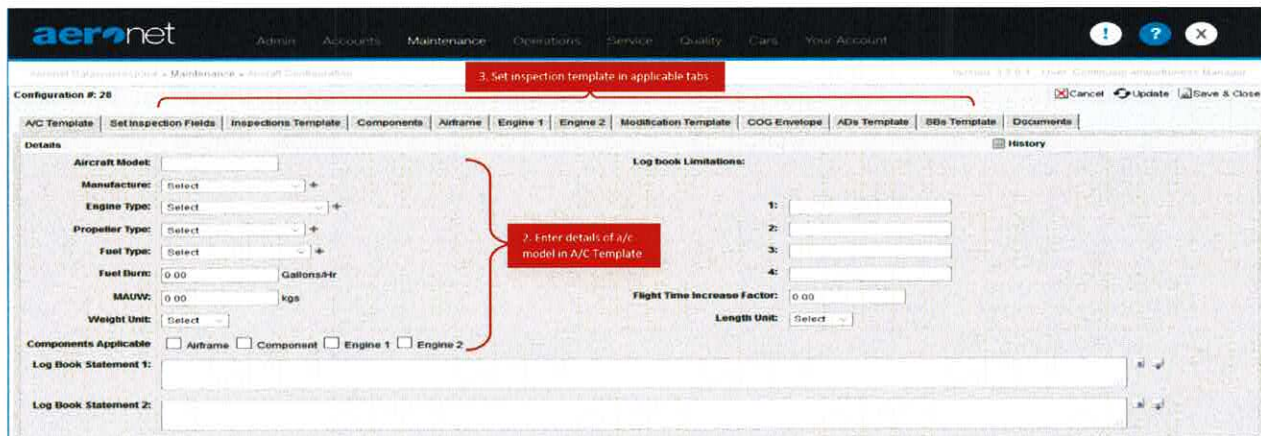 aeronet
Admin Accounts Maintenance Operations Service Quality Cars Your Account
! ? X
» Maintenance » Aircraft Configuration
3. Set inspection template in applicable tabs
Configuration #: 28
Cancel Update Save & Close
A/C Template Set Inspection Fields Inspections Template Components Airframe Engine 1 Engine 2 Modification Template COG Envelope ADs Template SBs Template Documents
Details History
Aircraft Model: Log book Limitations:
Manufacture: Select
Engine Type: Select 1:
Propeller Type: Select 2:
2. Enter details of a/c
model in A/C Template
Fuel Type: Select 3:
Fuel Burn: 0.00 Gallons/Hr 4:
MAUW: 0.00 kgs Flight Time Increase Factor: 0.00
Weight Unit: Select Length Unit: Select
Components Applicable Airframe Component Engine 1 Engine 2
Log Book Statement 1:
Log Book Statement 2: